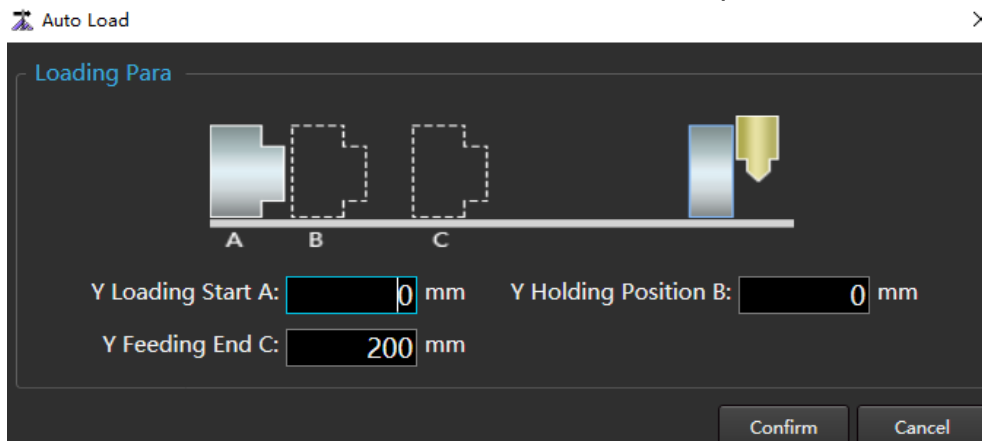 Auto Load
Loading Para
A B C
Y Loading Start A: 0 mm Y Holding Position B: 0 mm
Y Feeding End C: 200 mm
Confirm Cancel